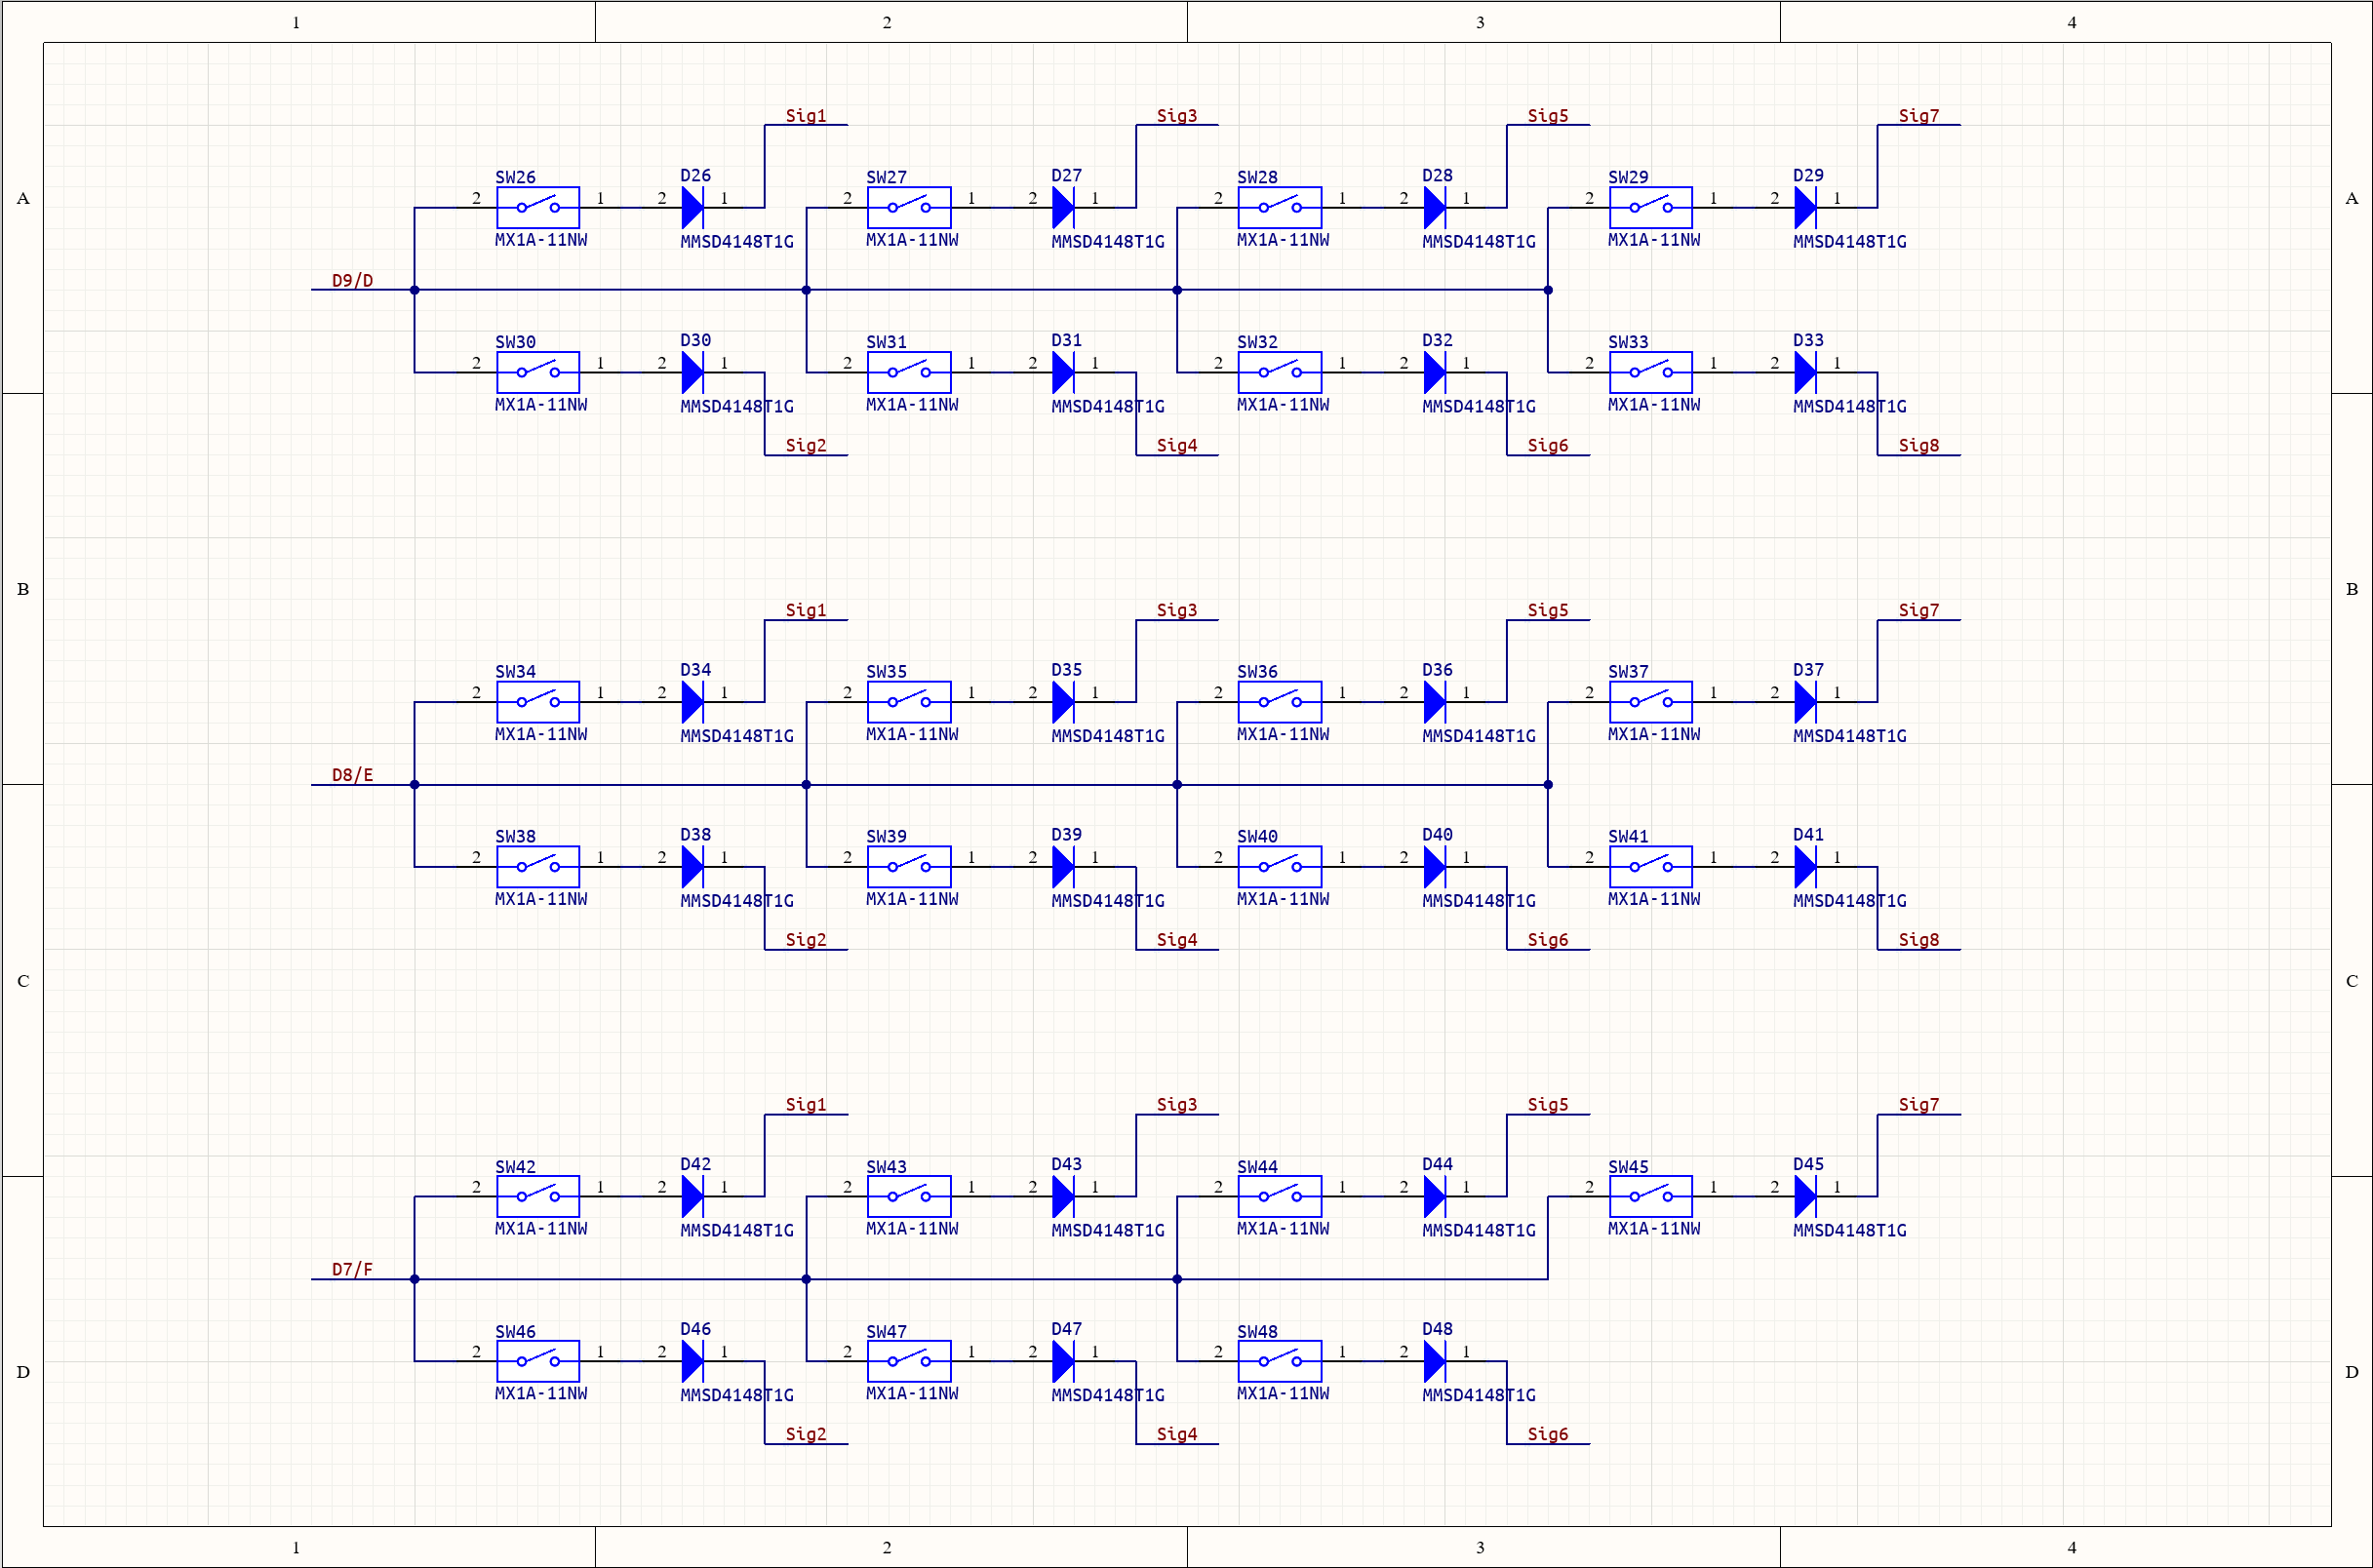 1 2 3 4
Sig1 Sig3 Sig5 Sig7
SW26 D26 SW27 D27 SW28 D28 SW29 D29
A 2 1 2 1 2 1 2 1 2 1 2 1 2 1 2 1 A
MX1A-11NW MMSD4148T1G MX1A-11NW MMSD4148T1G MX1A-11NW MMSD4148T1G MX1A-11NW MMSD4148T1G
D9/D
SW30 D30 SW31 D31 SW32 D32 SW33 D33
2 1 2 1 2 1 2 1 2 1 2 1 2 1 2 1
MX1A-11NW MMSD4148T1G MX1A-11NW MMSD4148T1G MX1A-11NW MMSD4148T1G MX1A-11NW MMSD4148T1G
Sig2 Sig4 Sig6 Sig8
B B
Sig1 Sig3 Sig5 Sig7
SW34 D34 SW35 D35 SW36 D36 SW37 D37
2 1 2 1 2 1 2 1 2 1 2 1 2 1 2 1
MX1A-11NW MMSD4148T1G MX1A-11NW MMSD4148T1G MX1A-11NW MMSD4148T1G MX1A-11NW MMSD4148T1G
D8/E
SW38 D38 SW39 D39 SW40 D40 SW41 D41
2 1 2 1 2 1 2 1 2 1 2 1 2 1 2 1
MX1A-11NW MMSD4148T1G MX1A-11NW MMSD4148T1G MX1A-11NW MMSD4148T1G MX1A-11NW MMSD4148T1G
Sig2 Sig4 Sig6 Sig8
C C
Sig1 Sig3 Sig5 Sig7
SW42 D42 SW43 D43 SW44 D44 SW45 D45
2 1 2 1 2 1 2 1 2 1 2 1 2 1 2 1
MX1A-11NW MMSD4148T1G MX1A-11NW MMSD4148T1G MX1A-11NW MMSD4148T1G MX1A-11NW MMSD4148T1G
D7/F
SW46 D46 SW47 D47 SW48 D48
2 1 2 1 2 1 2 1 2 1 2 1
D D
MX1A-11NW MMSD4148T1G MX1A-11NW MMSD4148T1G MX1A-11NW MMSD4148T1G
Sig2 Sig4 Sig6
1 2 3 4